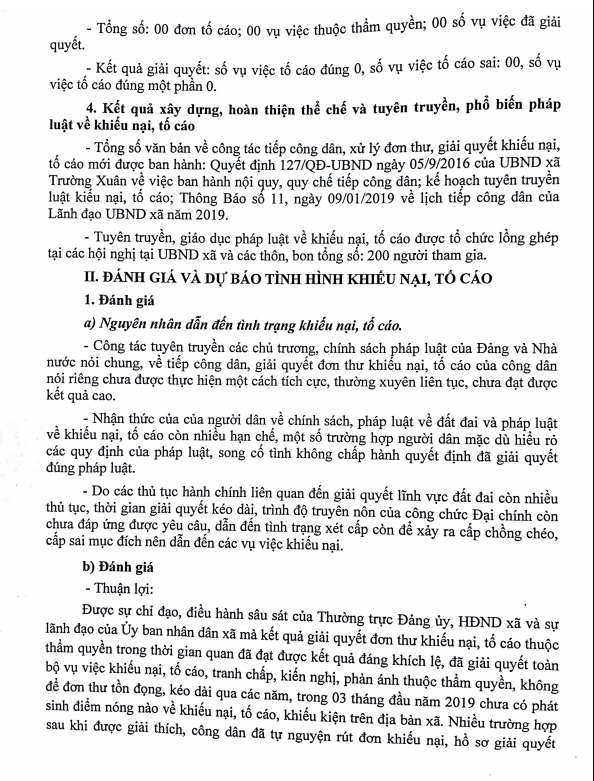 - Tổng số: 00 đơn tố cáo; 00 vụ việc thuộc thẩm quyền; 00 số vụ việc đã giải
quyết.
- Kết quả giải quyết: số vụ việc tố cáo đúng 0, số vụ việc tố cáo sai: 00, số vụ
việc tố cáo đúng một phần 0.
4. Kết quả xây dựng, hoàn thiện thể chế và tuyên truyền, phổ biến pháp
luật về khiếu nại, tố cáo
- Tổng số văn bản về công tác tiếp công dân, xử lý đơn thư, giải quyết khiếu nại,
tố cáo mới được ban hành: Quyết định 127/QĐ-UBND ngày 05/9/2016 của UBND xã
Trường Xuân về việc ban hành nội quy, quy chế tiếp công dân; kế hoạch tuyên truyền
luật kiếu nại, tố cáo; Thông Báo số 11, ngày 09/01/2019 về lịch tiếp công dân của
Lãnh đạo UBND xã năm 2019.
- Tuyên truyền, giáo dục pháp luật về khiếu nại, tố cáo được tổ chức lồng ghép
tại các hội nghị tại UBND xã và các thôn, bon tổng số: 200 người tham gia.
II. ĐÁNH GIÁ VÀ DỰ BÁO TÌNH HÌNH KHIẾU NẠI, TỐ CÁO
1. Đánh giá
a) Nguyên nhân dẫn đến tình trạng khiếu nại, tố cáo.
- Công tác tuyên truyền các chủ trương, chính sách pháp luật của Đảng và Nhà
nước nói chung, về tiếp công dân, giải quyết đơn thư khiếu nại, tố cáo của công dân
nói riêng chưa được thực hiện một cách tích cực, thường xuyên liên tục, chưa đạt được
kết quả cao.
- Nhận thức của của người dân về chính sách, pháp luật về đất đai và pháp luật
về khiếu nại, tố cáo còn nhiều hạn chế, một số trường hợp người dân mặc dù hiểu rỏ
các quy định của pháp luật, song cố tình không chấp hành quyết định đã giải quyết
đúng pháp luật.
- Do các thủ tục hành chính liên quan đến giải quyết lĩnh vực đất đai còn nhiều
thủ tục, thời gian giải quyết kéo dài, trình độ truyên nôn của công chức Đại chính còn
chưa đáp ứng được yêu câu, dẫn đến tình trạng xét cấp còn để xảy ra cấp chồng chéo,
cấp sai mục đích nên dẫn đến các vụ việc khiếu nại.
b) Đánh giá
- Thuận lợi:
Được sự chỉ đạo, điều hành sâu sát của Thường trực Đảng ủy, HĐND xã và sự
lãnh đạo của Ủy ban nhân dân xã mà kết quả giải quyết đơn thư khiếu nại, tố cáo thuộc
thẩm quyền trong thời gian quan đã đạt được kết quả đáng khích lệ, đã giải quyết toàn
bộ vụ việc khiếu nại, tố cáo, tranh chấp, kiến nghị, phản ánh thuộc thẩm quyền, không
để đơn thư tồn đọng, kéo dài qua các năm, trong 03 tháng đầu năm 2019 chưa có phát
sinh điểm nóng nào về khiếu nại, tố cáo, khiếu kiện trên địa bàn xã. Nhiều trường hợp
sau khi được giải thích, công dân đã tự nguyện rút đơn khiếu nại, hồ sơ giải quyết